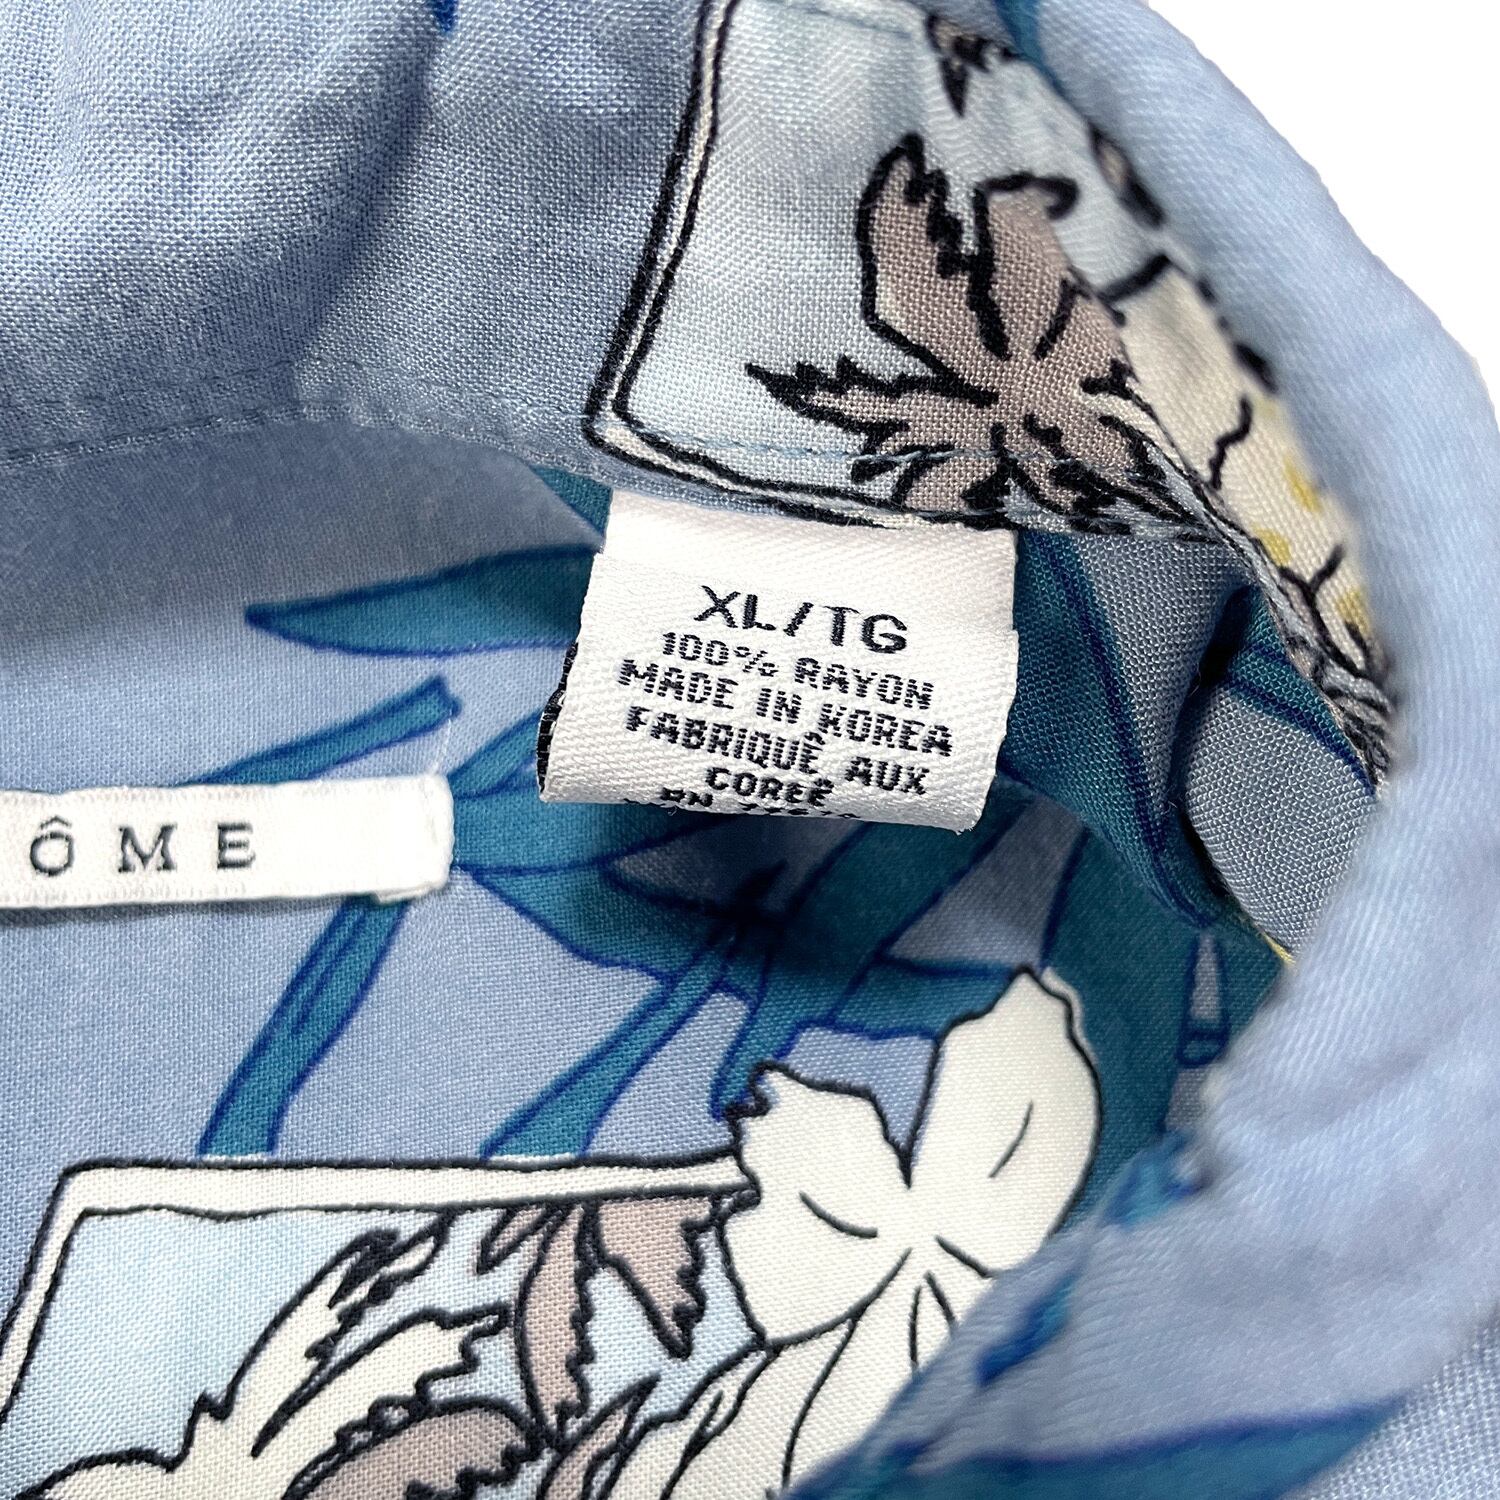 XL/TG
100% RAYON
MADE IN KOREA
FABRIQUÉ AUX
CORÉE
ÔME